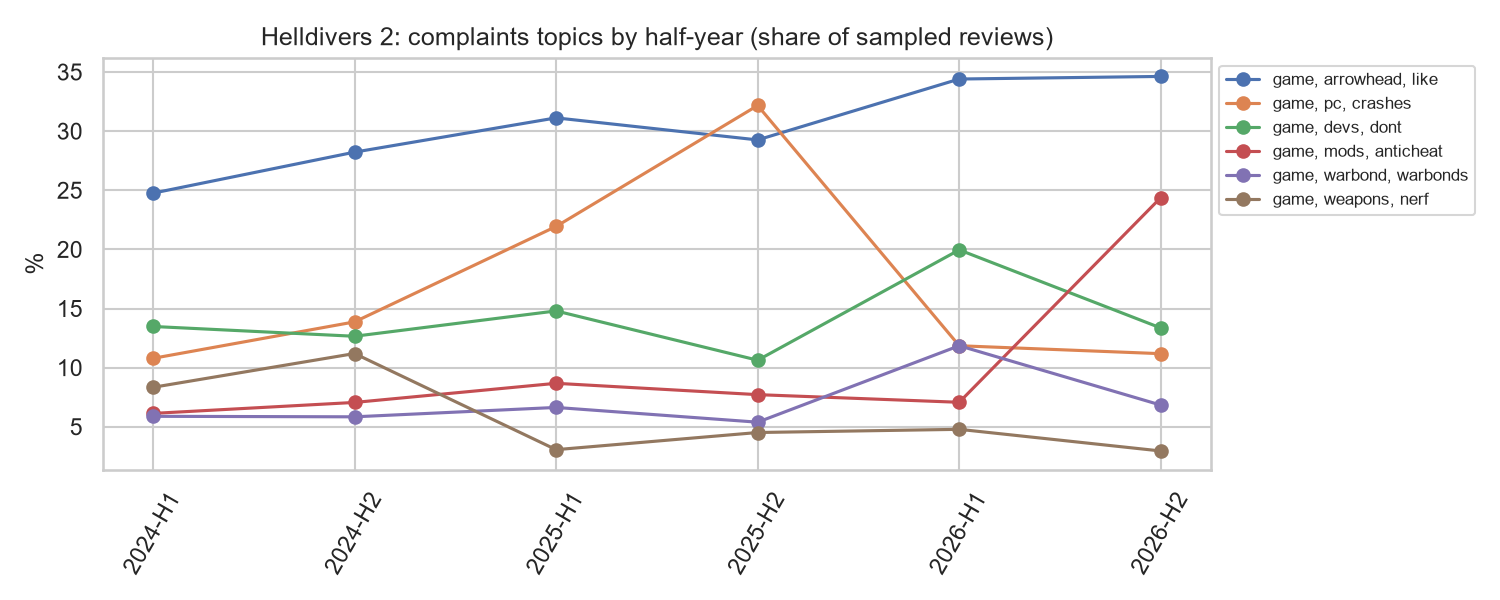 Helldivers 2: complaints topics by half-year (share of sampled reviews)
%
35
30
25
20
15
10
5
2024-H1
2024-H2
2025-H1
2025-H2
2026-H1
2026-H2
game, arrowhead, like
game, pc, crashes
game, devs, dont
game, mods, anticheat
game, warbond, warbonds
game, weapons, nerf